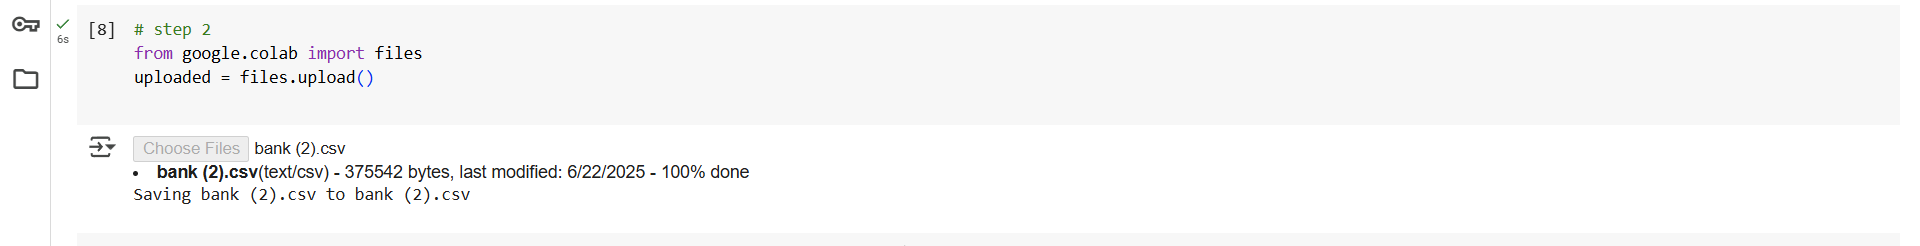 [8] # step 2
6s
from google.colab import files
uploaded = files.upload()
Choose Files bank (2).csv
• bank (2).csv(text/csv) - 375542 bytes, last modified: 6/22/2025 - 100% done
Saving bank (2).csv to bank (2).csv